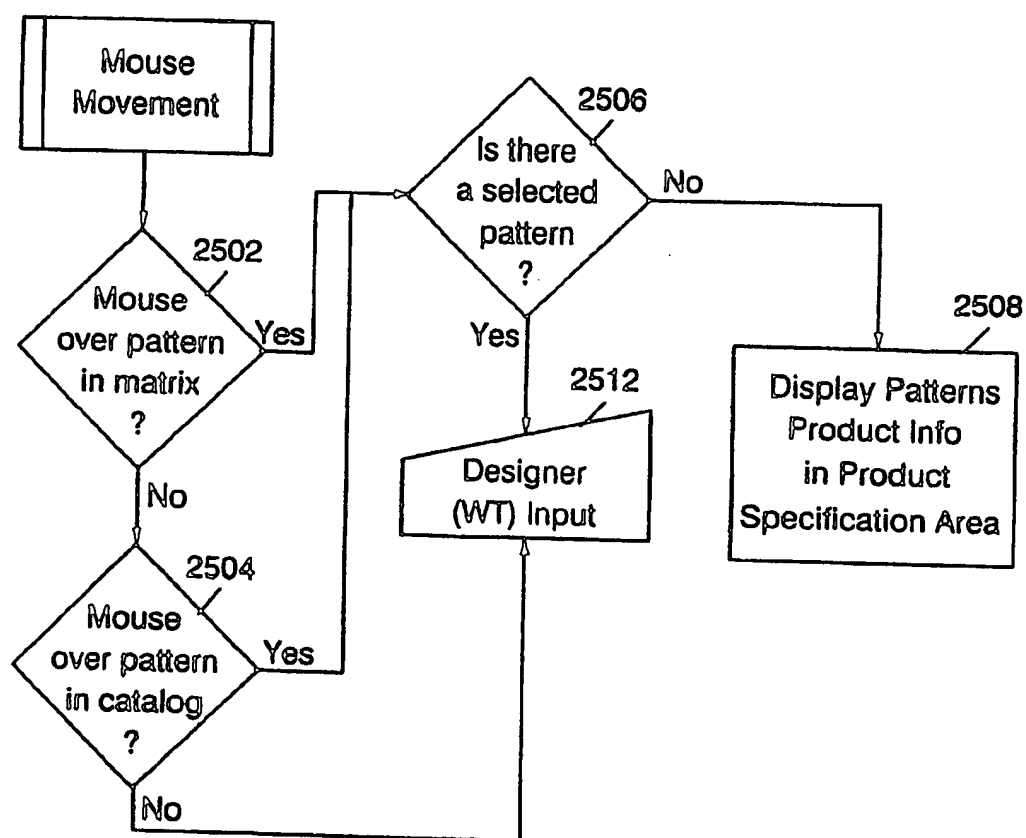 Mouse
Movement
2502
Mouse
over pattern
in matrix
?
Yes
No
2504
Mouse
over pattern
in catalog
?
Yes
No
2506
Is there
a selected
pattern
?
No
Yes
2512
Designer
(WT) Input
2508
Display Patterns
Product Info
in Product
Specification Area